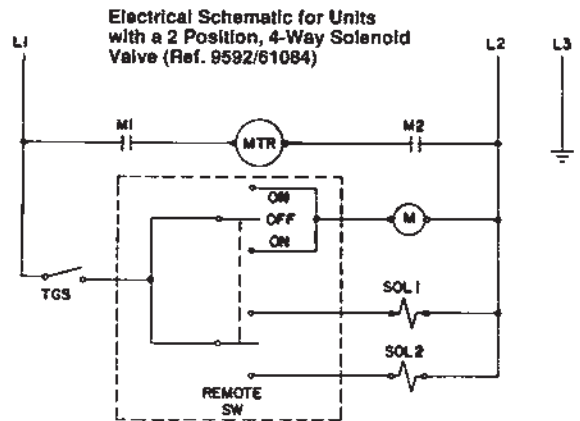 Electrical Schematic for Units
with a 2 Position, 4-Way Solenoid
Valve (Ref. 9592/61084)
L1
L2
L3
M1
MTR
M2
ON
OFF
ON
M
TGS
SOL 1
SOL 2
REMOTE
SW